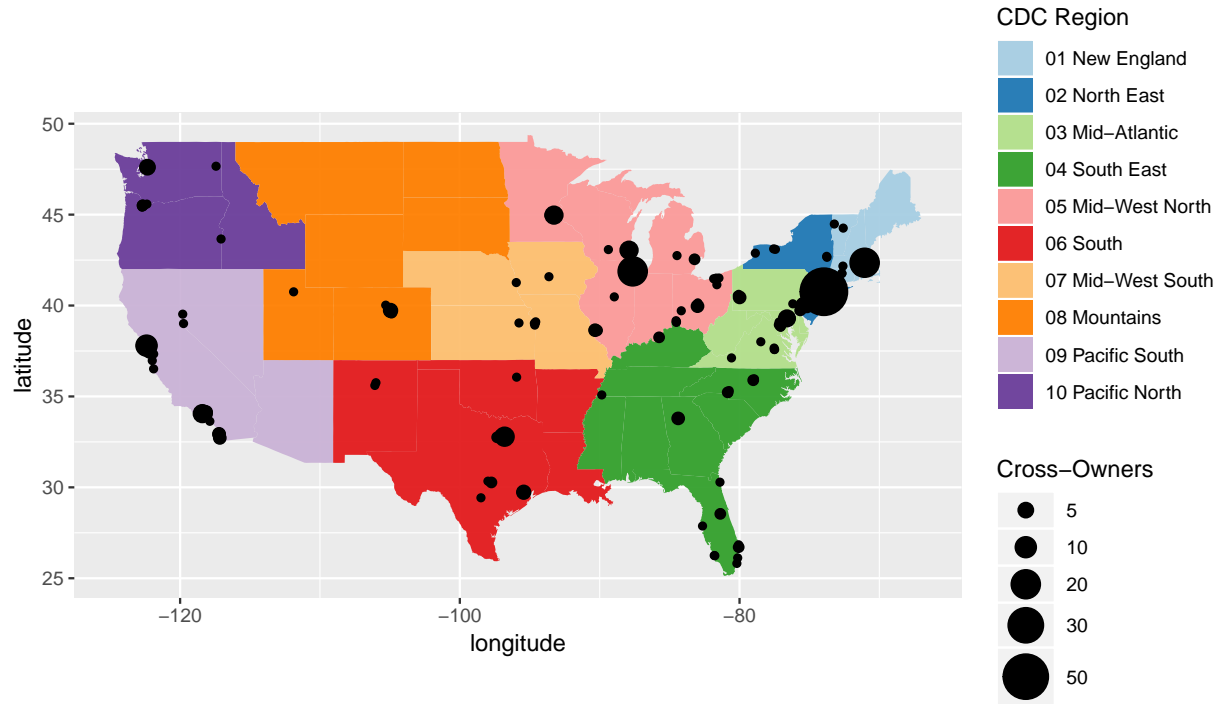 CDC Region
01 New England
02 North East
03 Mid−Atlantic
04 South East
05 Mid−West North
06 South
07 Mid−West South
08 Mountains
09 Pacific South
10 Pacific North
Cross−Owners
5
10
20
30
50
50
45
40
35
30
25
latitude
−120
−100
−80
longitude